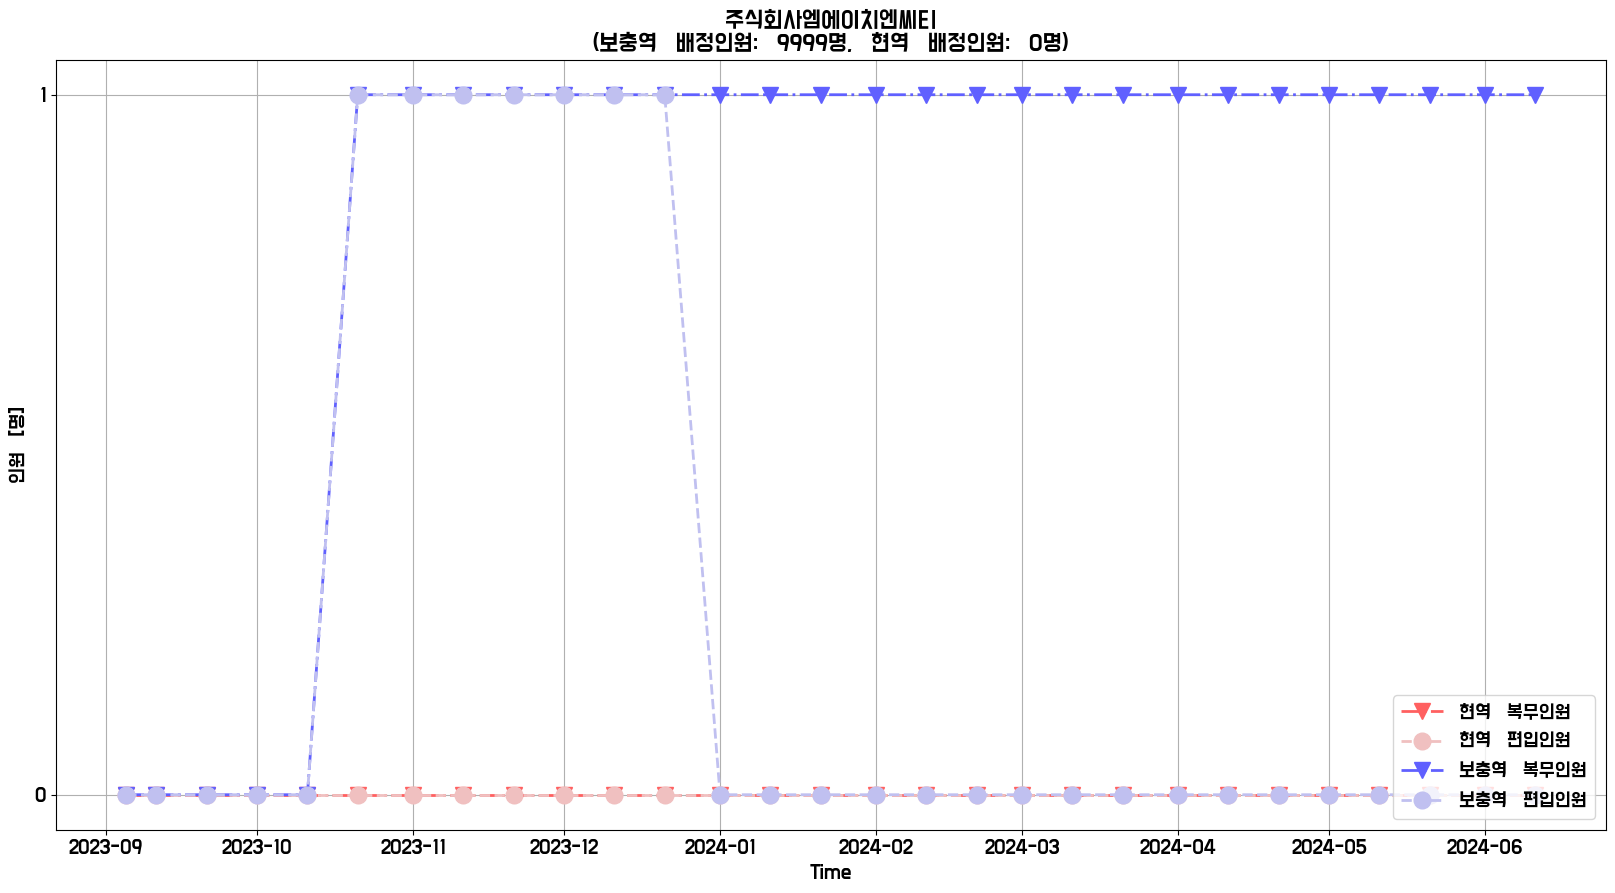 주식회사엠에이치엔씨티
(보충역 배정인원: 9999명, 현역 배정인원: 0명)
인원 [명]
1
0
2023-09 2023-10 2023-11 2023-12 2024-01 2024-02 2024-03 2024-04 2024-05 2024-06
Time
현역 복무인원
현역 편입인원
보충역 복무인원
보충역 편입인원